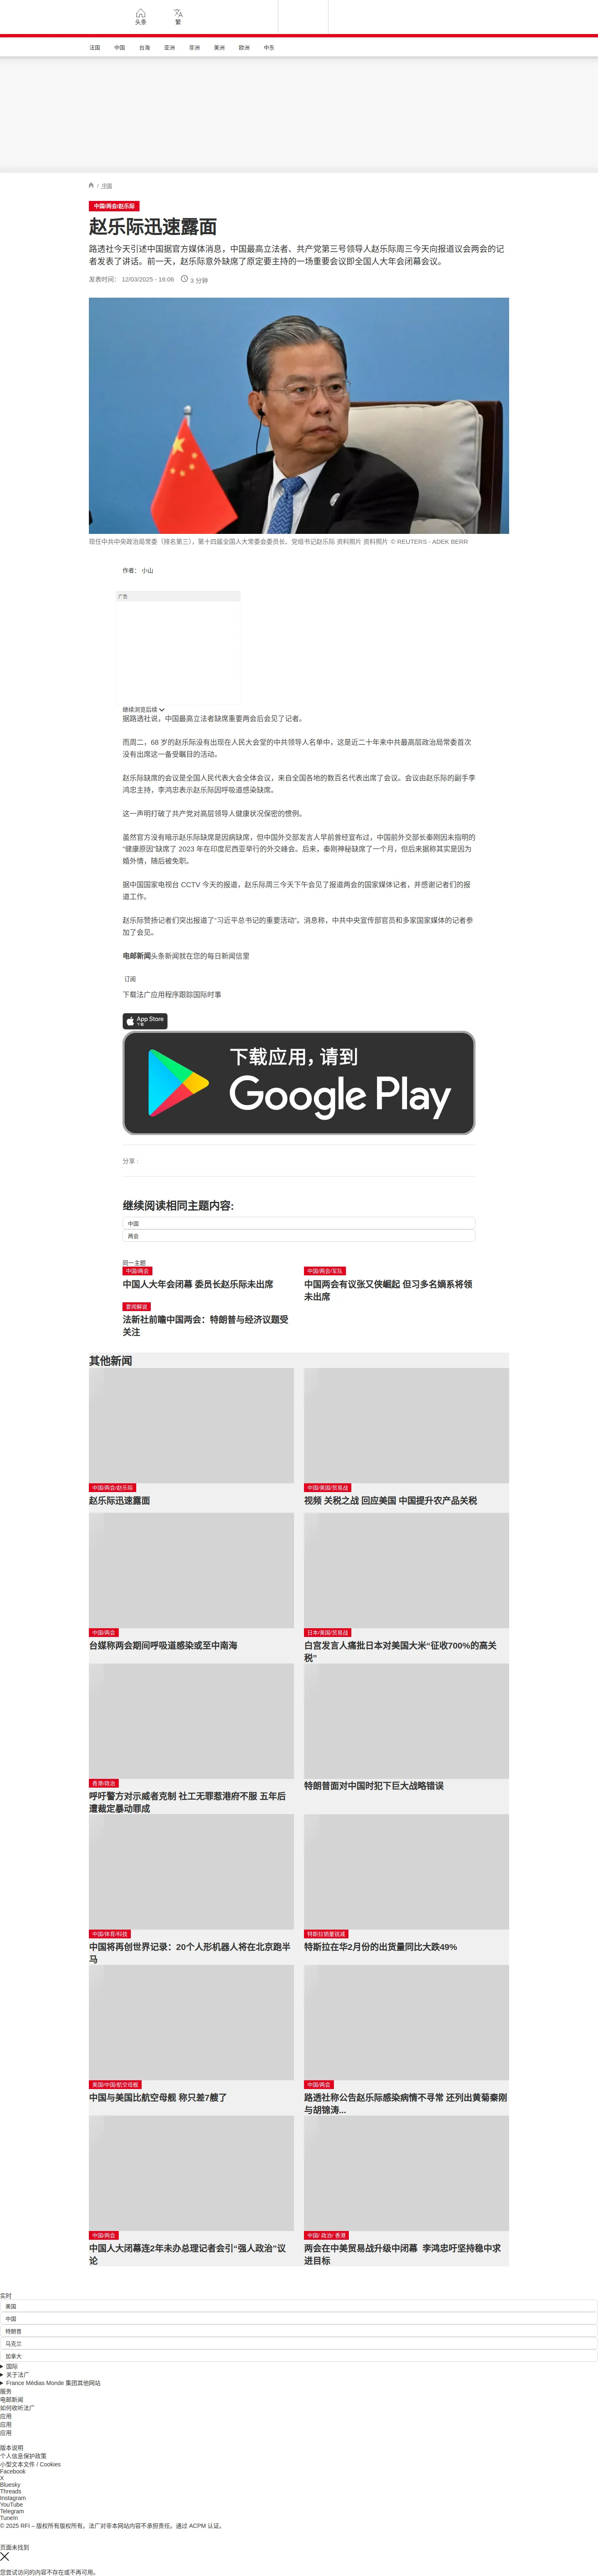 头条
繁
法国
中国
台海
亚洲
非洲
美洲
欧洲
中东
/ 中国
中国/两会/赵乐际
赵乐际迅速露面
路透社今天引述中国据官方媒体消息，中国最高立法者、共产党第三号领导人赵乐际周三今天向报道议会两会的记
者发表了讲话。前一天，赵乐际意外缺席了原定要主持的一场重要会议即全国人大年会闭幕会议。
发表时间： 12/03/2025 - 16:06
3 分钟
现任中共中央政治局常委（排名第三），第十四届全国人大常委会委员长、党组书记赵乐际 资料照片 资料照片 © REUTERS - ADEK BERR
作者： 小山
广告
继续浏览后续
据路透社说，中国最高立法者缺席重要两会后会见了记者。
而周二，68 岁的赵乐际没有出现在人民大会堂的中共领导人名单中，这是近二十年来中共最高层政治局常委首次
没有出席这一备受瞩目的活动。
赵乐际缺席的会议是全国人民代表大会全体会议，来自全国各地的数百名代表出席了会议。会议由赵乐际的副手李
鸿忠主持，李鸿忠表示赵乐际因呼吸道感染缺席。
这一声明打破了共产党对高层领导人健康状况保密的惯例。
虽然官方没有暗示赵乐际缺席是因病缺席，但中国外交部发言人早前曾经宣布过，中国前外交部长秦刚因未指明的
“健康原因”缺席了 2023 年在印度尼西亚举行的外交峰会。后来，秦刚神秘缺席了一个月，但后来据称其实是因为
婚外情，随后被免职。
据中国国家电视台 CCTV 今天的报道，赵乐际周三今天下午会见了报道两会的国家媒体记者，并感谢记者们的报
道工作。
赵乐际赞扬记者们突出报道了“习近平总书记的重要活动”。消息称，中共中央宣传部官员和多家国家媒体的记者参
加了会见。
电邮新闻头条新闻就在您的每日新闻信里
订阅
下载法广应用程序跟踪国际时事
App Store
下载
下载应用，请到
Google Play
分享 :
继续阅读相同主题内容:
中国
两会
同一主题
中国/两会
中国人大年会闭幕 委员长赵乐际未出席
中国/两会/军队
中国两会有议张又侠崛起 但习多名嫡系将领
未出席
要闻解说
法新社前瞻中国两会：特朗普与经济议题受
关注
其他新闻
中国/两会/赵乐际
赵乐际迅速露面
中国/美国/贸易战
视频 关税之战 回应美国 中国提升农产品关税
中国/两会
台媒称两会期间呼吸道感染或至中南海
日本/美国/贸易战
白宫发言人痛批日本对美国大米“征收700%的高关
税”
香港/政治
呼吁警方对示威者克制 社工无罪惹港府不服 五年后
遭裁定暴动罪成
特朗普面对中国时犯下巨大战略错误
中国/体育/科技
中国将再创世界记录：20个人形机器人将在北京跑半
马
特斯拉销量锐减
特斯拉在华2月份的出货量同比大跌49%
美国/中国/航空母舰
中国与美国比航空母舰 称只差7艘了
中国/两会
路透社称公告赵乐际感染病情不寻常 还列出黄菊秦刚
与胡锦涛...
中国/两会
中国人大闭幕连2年未办总理记者会引“强人政治”议
论
中国/ 政治/ 香港
两会在中美贸易战升级中闭幕  李鸿忠吁坚持稳中求
进目标
实时
美国
中国
特朗普
马克兰
加拿大
国际
关于法广
France Médias Monde 集团其他网站
服务
电邮新闻
如何收听法广
应用
应用
应用
版本说明
个人信息保护政策
小型文本文件 / Cookies
Facebook
X
Bluesky
Threads
Instagram
YouTube
Telegram
TuneIn
© 2025 RFI – 版权所有版权所有。法广对非本网站内容不承担责任。通过 ACPM 认证。
页面未找到
您尝试访问的内容不存在或不再可用。